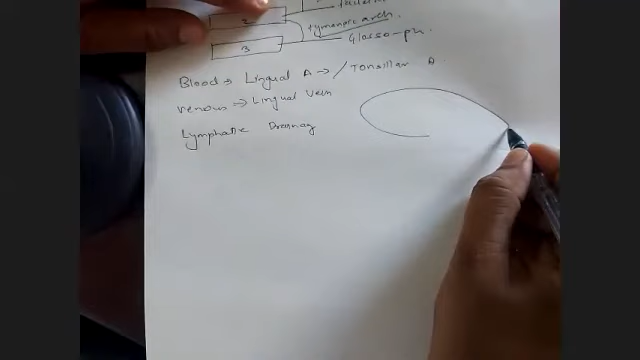 2
tympanic arch.
3 Glosso-ph.
Blood → Lingual A → / Tonsillar A
venous → Lingual Vein
Lymphatic Drainag